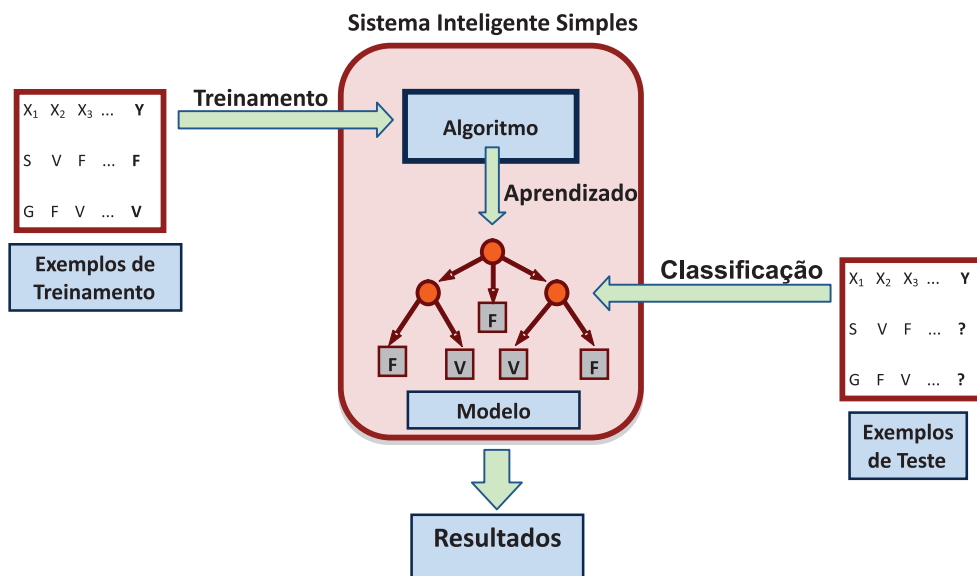 Sistema Inteligente Simples
Treinamento
X₁ X₂ X₃ ... Y
S V F ... F
G F V ... V
Exemplos de
Treinamento
Algoritmo
Aprendizado
F
F V V F
Modelo
Classificação
X₁ X₂ X₃ ... Y
S V F ... ?
G F V ... ?
Exemplos
de Teste
Resultados